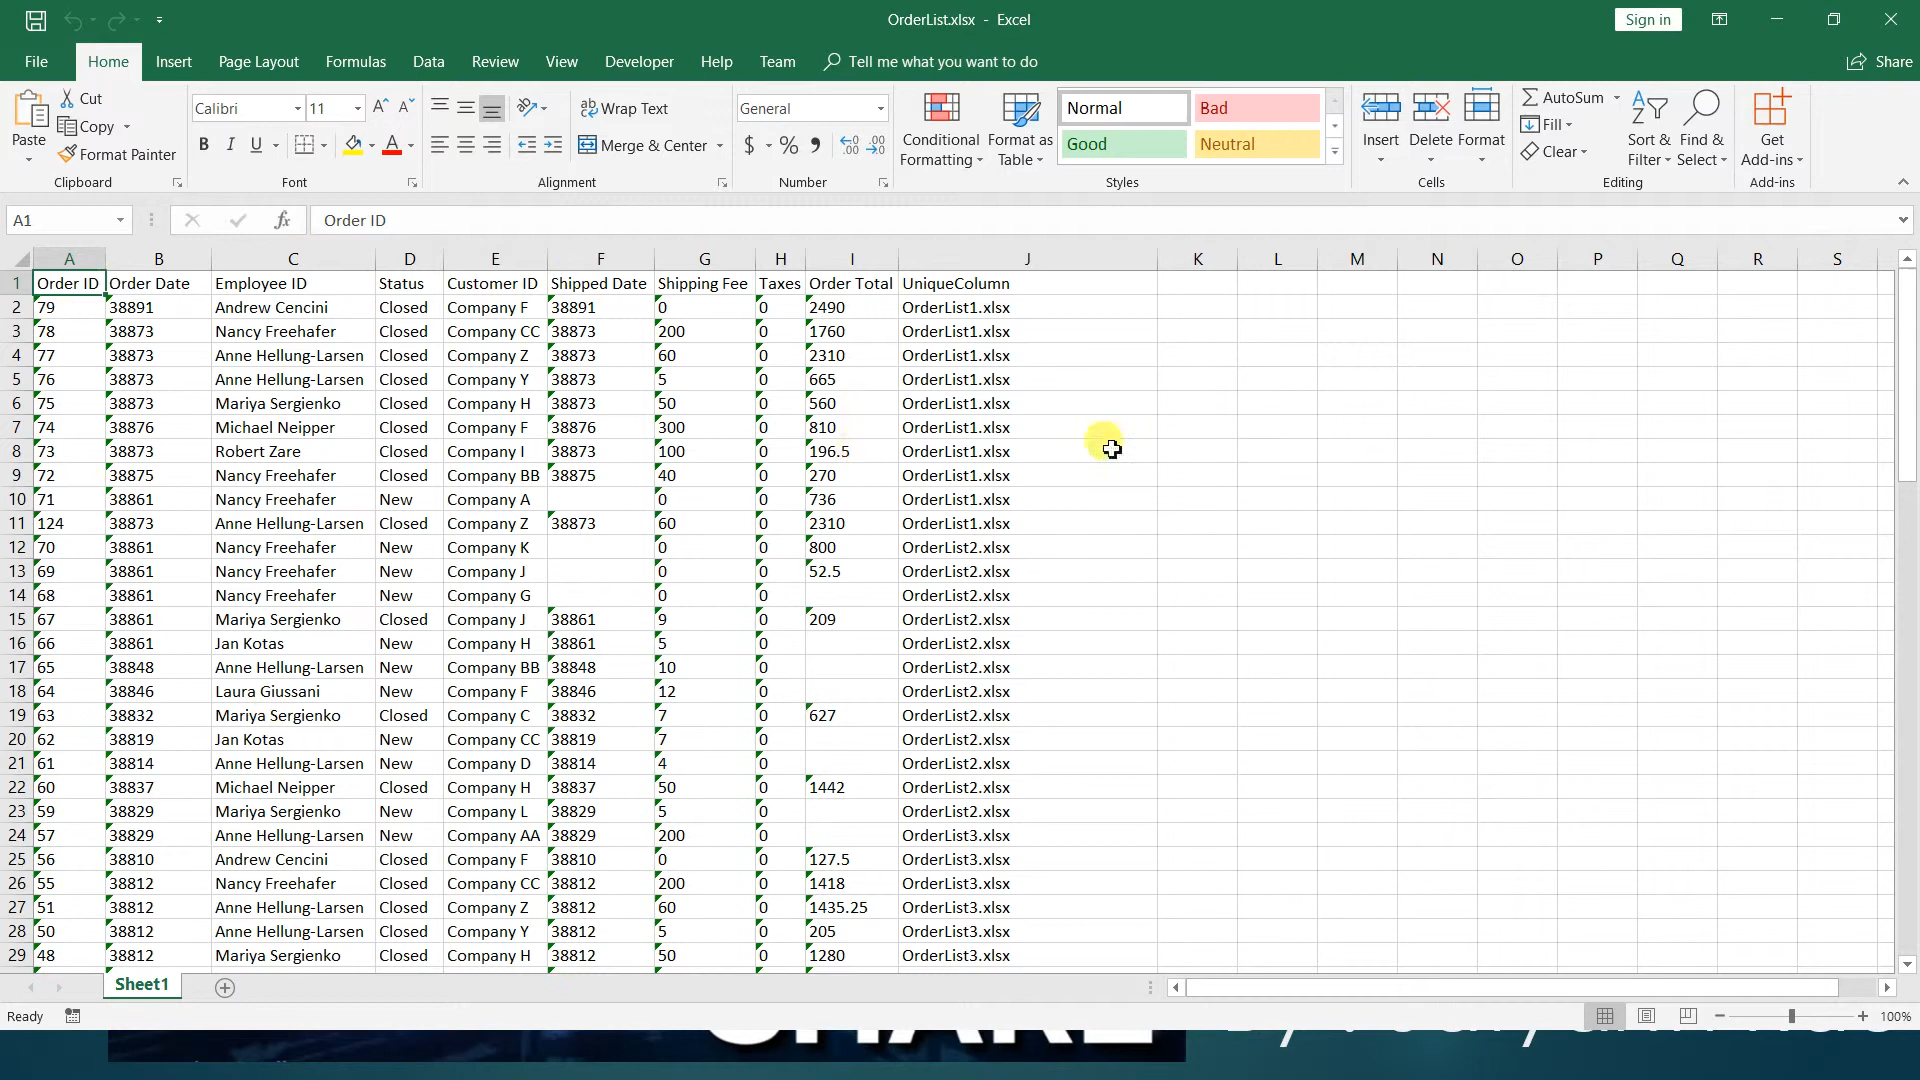 OrderList.xlsx - Excel
Sign in
File Home Insert Page Layout Formulas Data Review View Developer Help Team Tell me what you want to do Share
Paste Cut Copy Format Painter Clipboard
Calibri 11 B I U A Font
Wrap Text Merge & Center Alignment
General $ % Number
Conditional Formatting Format as Table Normal Bad Good Neutral Styles
Insert Delete Format Cells
AutoSum Fill Clear Sort & Filter Find & Select Editing
Get Add-ins Add-ins
A1 fx Order ID
A B C D E F G H I J K L M N O P Q R S
1 Order ID Order Date Employee ID Status Customer ID Shipped Date Shipping Fee Taxes Order Total UniqueColumn
2 79 38891 Andrew Cencini Closed Company F 38891 0 0 2490 OrderList1.xlsx
3 78 38873 Nancy Freehafer Closed Company CC 38873 200 0 1760 OrderList1.xlsx
4 77 38873 Anne Hellung-Larsen Closed Company Z 38873 60 0 2310 OrderList1.xlsx
5 76 38873 Anne Hellung-Larsen Closed Company Y 38873 5 0 665 OrderList1.xlsx
6 75 38873 Mariya Sergienko Closed Company H 38873 50 0 560 OrderList1.xlsx
7 74 38876 Michael Neipper Closed Company F 38876 300 0 810 OrderList1.xlsx
8 73 38873 Robert Zare Closed Company I 38873 100 0 196.5 OrderList1.xlsx
9 72 38875 Nancy Freehafer Closed Company BB 38875 40 0 270 OrderList1.xlsx
10 71 38861 Nancy Freehafer New Company A 0 0 736 OrderList1.xlsx
11 124 38873 Anne Hellung-Larsen Closed Company Z 38873 60 0 2310 OrderList1.xlsx
12 70 38861 Nancy Freehafer New Company K 0 0 800 OrderList2.xlsx
13 69 38861 Nancy Freehafer New Company J 0 0 52.5 OrderList2.xlsx
14 68 38861 Nancy Freehafer New Company G 0 0 OrderList2.xlsx
15 67 38861 Mariya Sergienko Closed Company J 38861 9 0 209 OrderList2.xlsx
16 66 38861 Jan Kotas New Company H 38861 5 0 OrderList2.xlsx
17 65 38848 Anne Hellung-Larsen New Company BB 38848 10 0 OrderList2.xlsx
18 64 38846 Laura Giussani New Company F 38846 12 0 OrderList2.xlsx
19 63 38832 Mariya Sergienko Closed Company C 38832 7 0 627 OrderList2.xlsx
20 62 38819 Jan Kotas New Company CC 38819 7 0 OrderList2.xlsx
21 61 38814 Anne Hellung-Larsen New Company D 38814 4 0 OrderList2.xlsx
22 60 38837 Michael Neipper Closed Company H 38837 50 0 1442 OrderList2.xlsx
23 59 38829 Mariya Sergienko New Company L 38829 5 0 OrderList2.xlsx
24 57 38829 Anne Hellung-Larsen New Company AA 38829 200 0 OrderList3.xlsx
25 56 38810 Andrew Cencini Closed Company F 38810 0 0 127.5 OrderList3.xlsx
26 55 38812 Nancy Freehafer Closed Company CC 38812 200 0 1418 OrderList3.xlsx
27 51 38812 Anne Hellung-Larsen Closed Company Z 38812 60 0 1435.25 OrderList3.xlsx
28 50 38812 Anne Hellung-Larsen Closed Company Y 38812 5 0 205 OrderList3.xlsx
29 48 38812 Mariya Sergienko Closed Company H 38812 50 0 1280 OrderList3.xlsx
Sheet1
Ready 100%